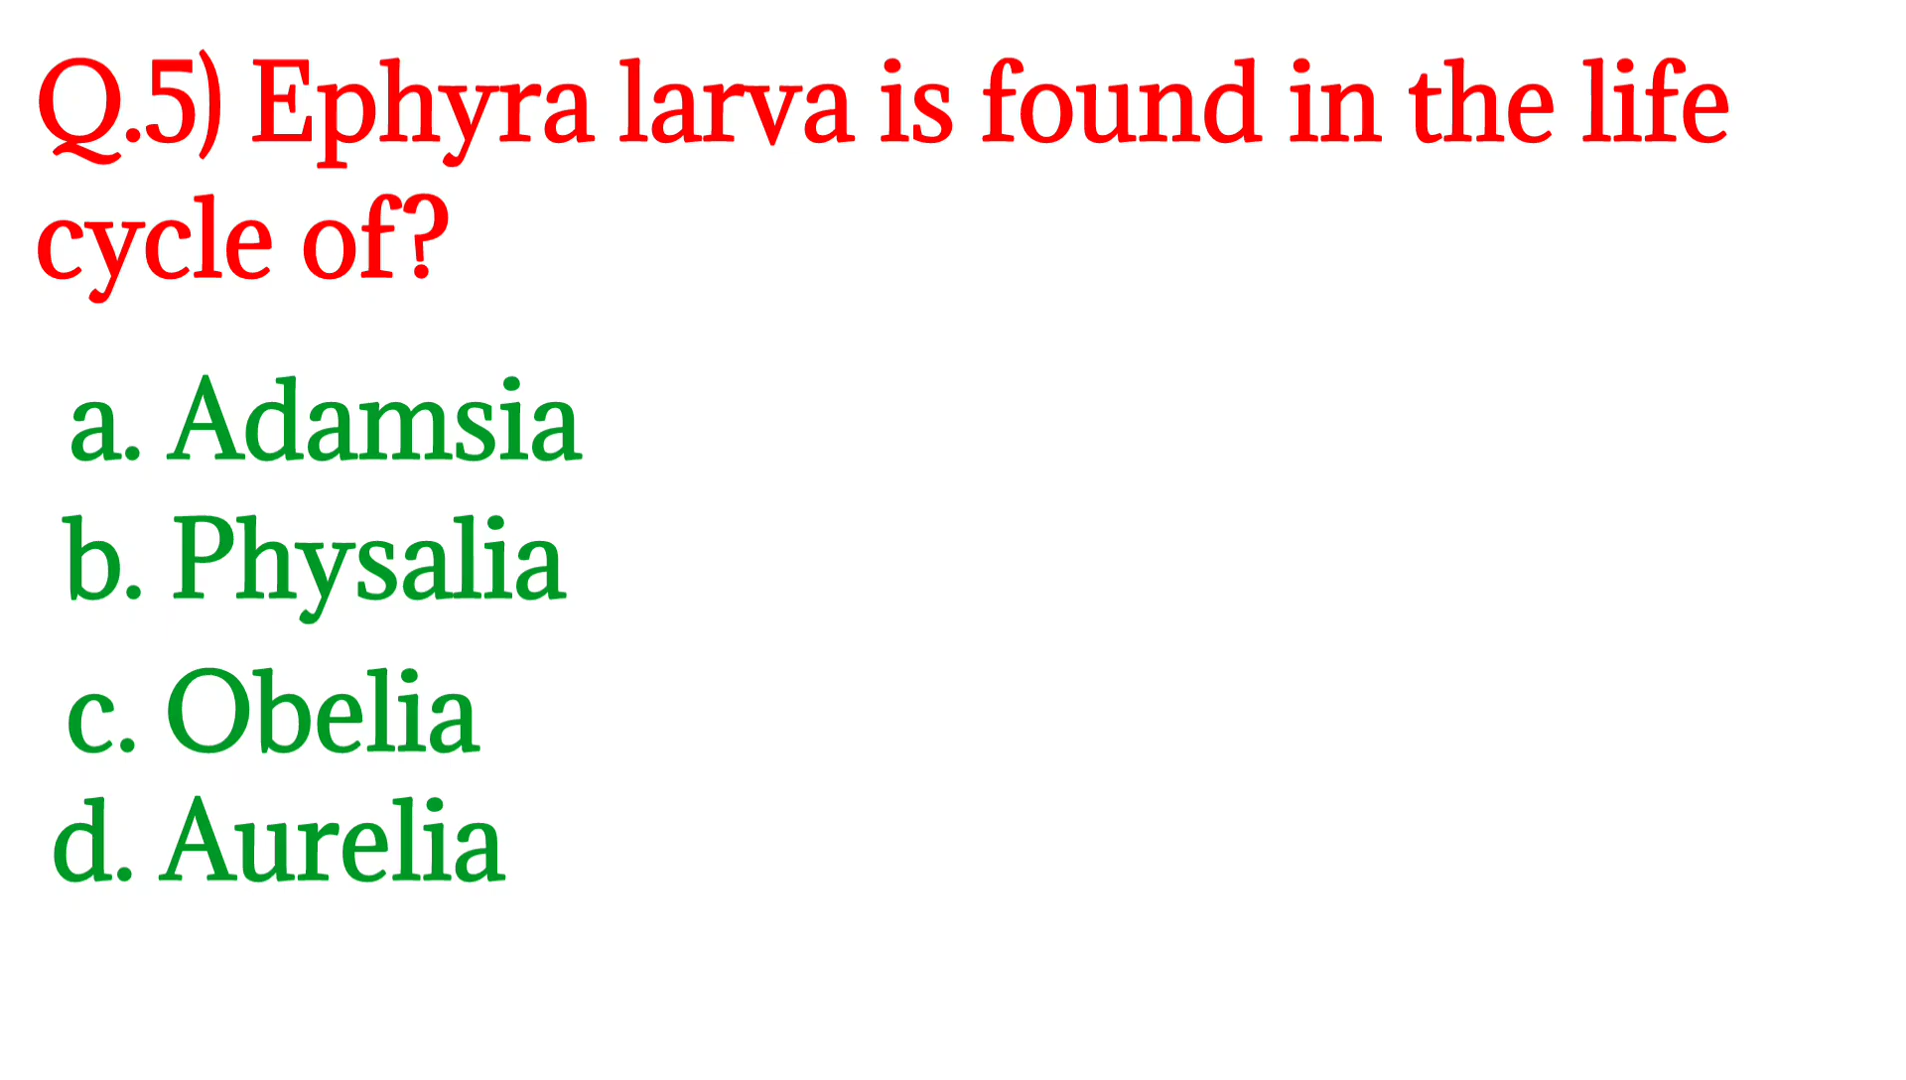 Q.5) Ephyra larva is found in the life
cycle of?
a. Adamsia
b. Physalia
c. Obelia
d. Aurelia